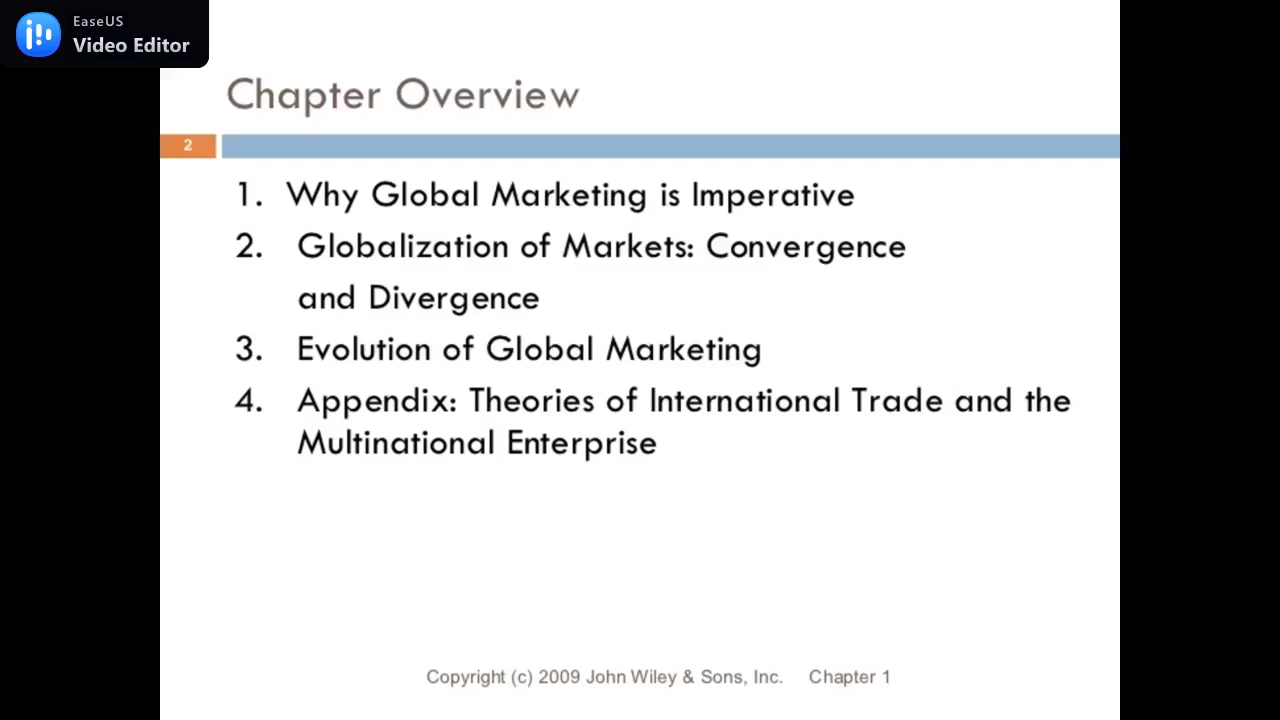 EaseUS
Video Editor
Chapter Overview
2
1. Why Global Marketing is Imperative
2. Globalization of Markets: Convergence
and Divergence
3. Evolution of Global Marketing
4. Appendix: Theories of International Trade and the
Multinational Enterprise
Copyright (c) 2009 John Wiley & Sons, Inc. Chapter 1